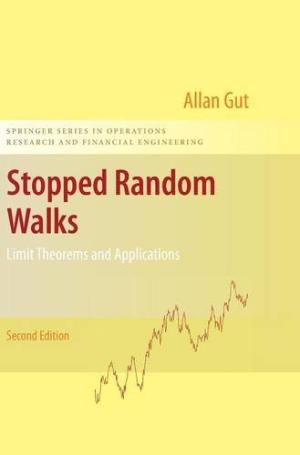 Allan Gut
SPRINGER SERIES IN OPERATIONS
RESEARCH AND FINANCIAL ENGINEERING
Stopped Random
Walks
Limit Theorems and Applications
Second Edition